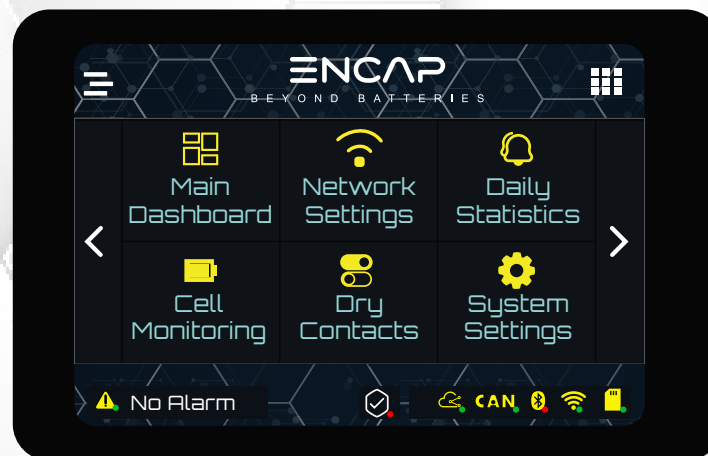 ENCAP
BEYOND BATTERIES
Main
Dashboard
Network
Settings
Daily
Statistics
Cell
Monitoring
Dry
Contacts
System
Settings
No Alarm
CAN